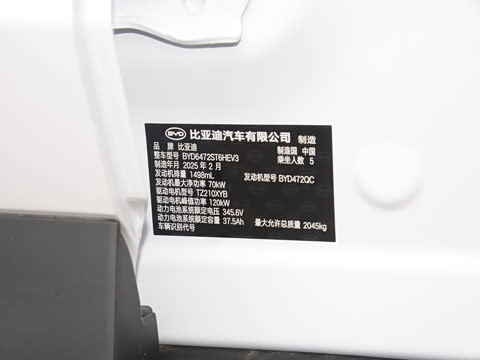 BYD 比亚迪汽车有限公司 制造
品 牌 比亚迪 制造国 中国
整车型号 BYD6472ST6HEV3 乘坐人数 5
制造年月 2025 年 2 月
发动机排量 1498mL 发动机型号 BYD472QC
发动机最大净功率 70kW
驱动电机型号 TZ210XYB
驱动电机峰值功率 120kW
动力电池系统额定电压 345.6V
动力电池系统额定容量 37.5Ah 最大允许总质量 2045kg
车辆识别代号